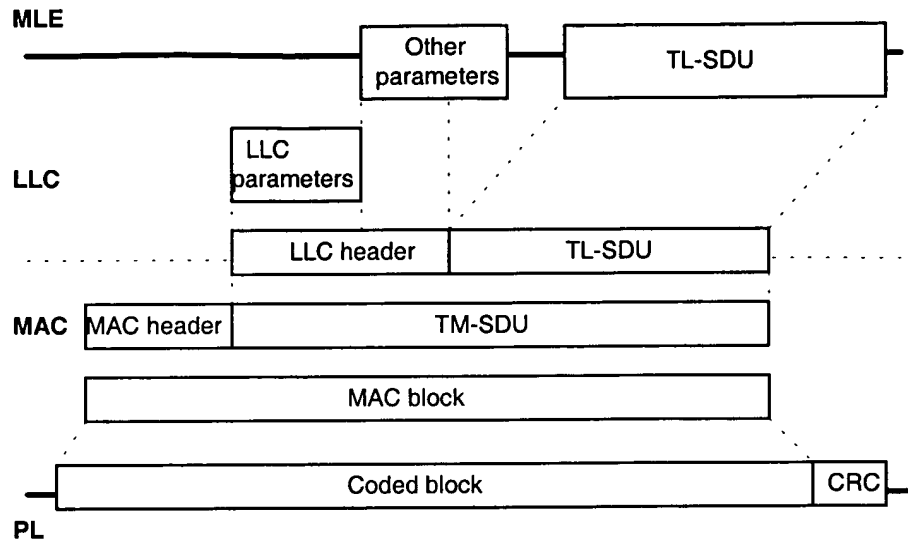 MLE
Other
parameters
TL-SDU
LLC
parameters
LLC
LLC header
TL-SDU
MAC
MAC header
TM-SDU
MAC block
Coded block
CRC
PL